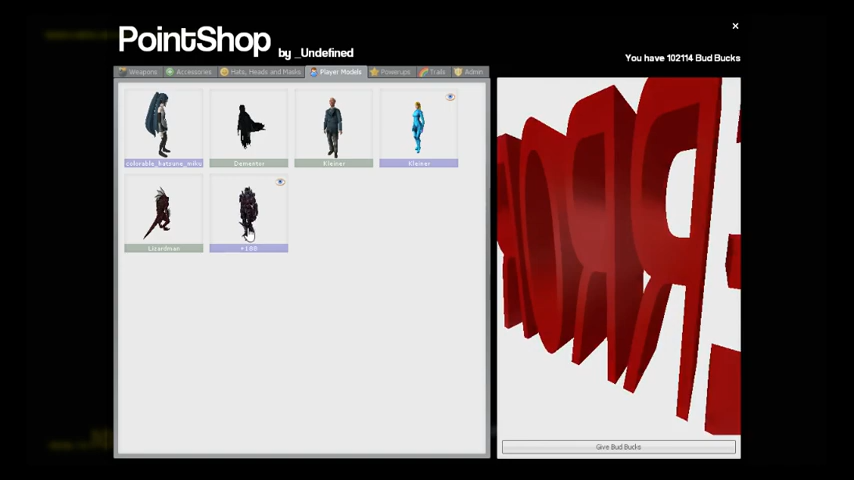 PointShop
by _Undefined
You have 102114 Bud Bucks
Weapons
Accessories
Hats, Heads and Masks
Player Models
Powerups
Trails
Admin
colorable_hatsune_miku
Dementor
Kleiner
Kleiner
Lizardman
+100
Give Bud Bucks